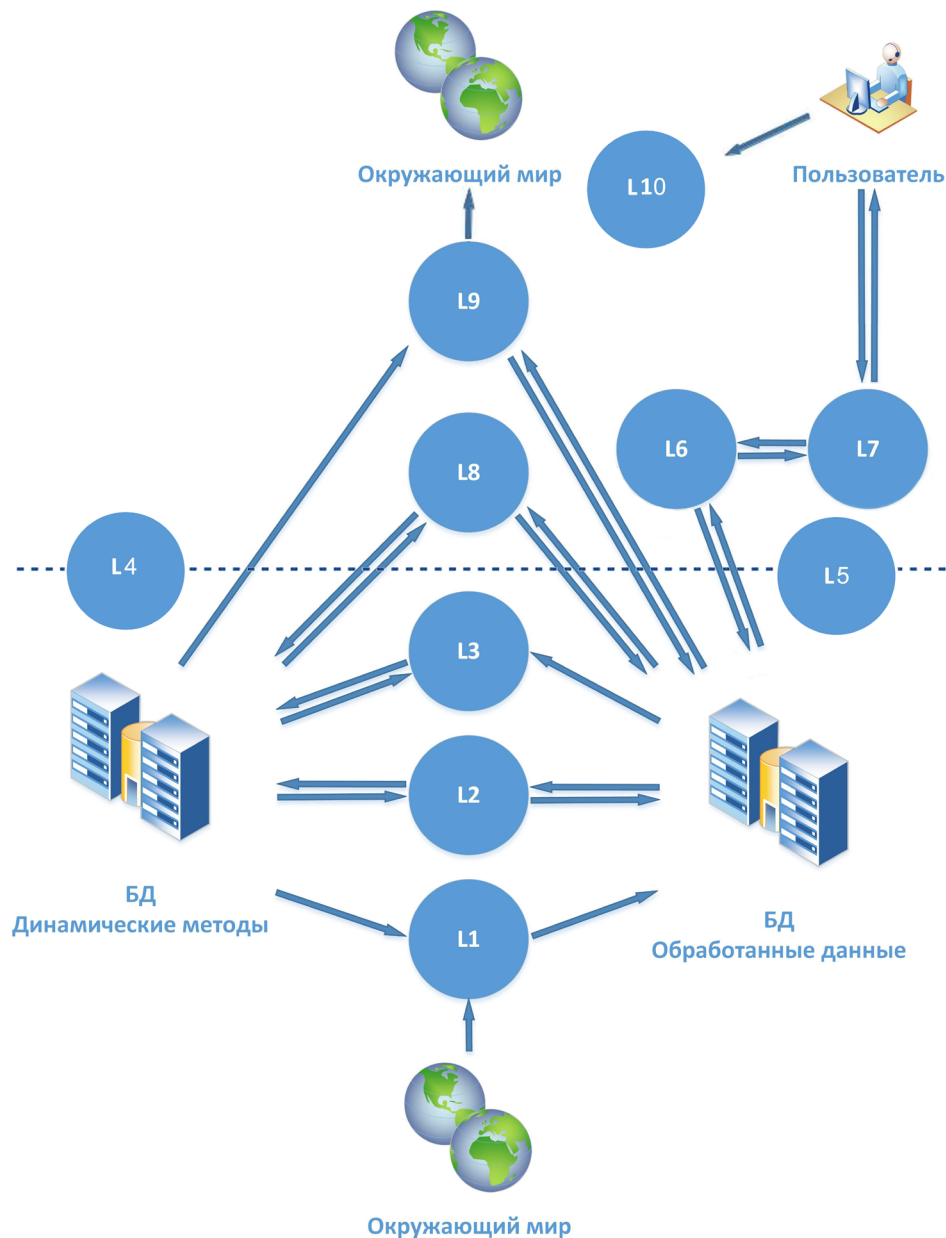 Окружающий мир
L10
Пользователь
L9
L8
L6
L7
L4
L5
L3
L2
БД
Динамические методы
L1
БД
Обработанные данные
Окружающий мир